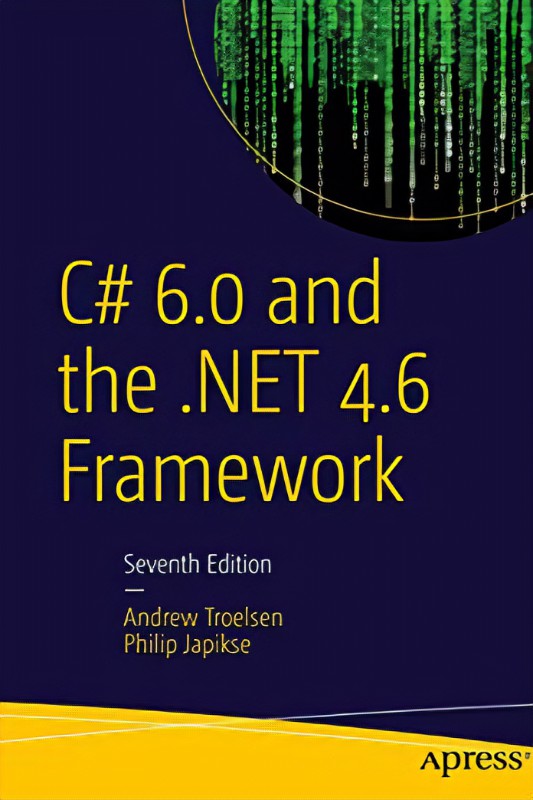 C# 6.0 and
the .NET 4.6
Framework
Seventh Edition
—
Andrew Troelsen
Philip Japikse
Apress®